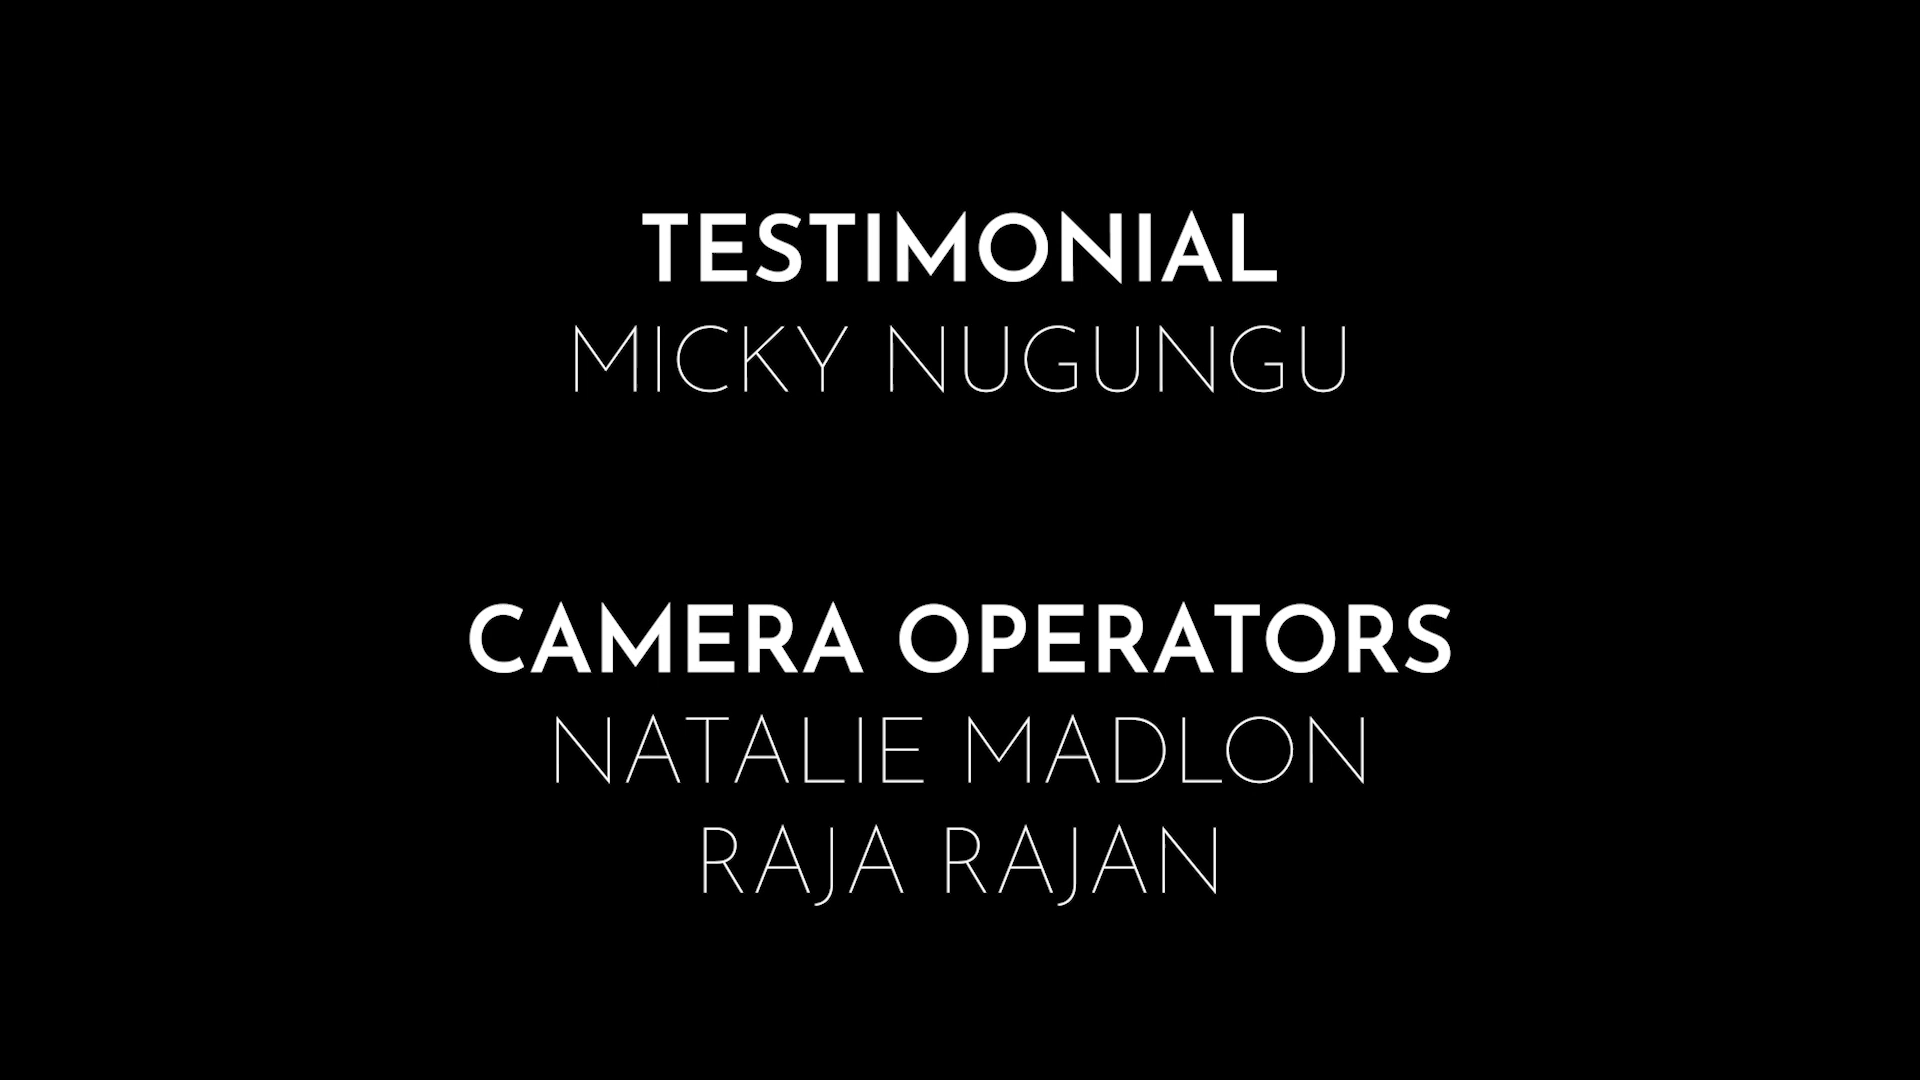 TESTIMONIAL
MICKY NUGUNGU
CAMERA OPERATORS
NATALIE MADLON
RAJA RAJAN